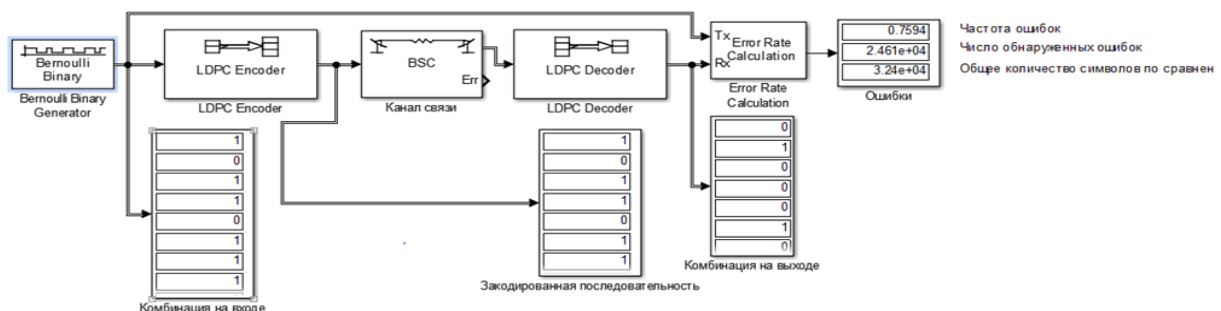 Bernoulli
Binary
Bernoulli Binary
Generator
LDPC Encoder
LDPC Encoder
BSC
Err
Канал связи
LDPC Decoder
LDPC Decoder
Tx
Rx
Error Rate
Calculation
Error Rate
Calculation
0.7594
2.461e+04
3.24e+04
Ошибки
Частота ошибок
Число обнаруженных ошибок
Общее количество символов по сравнен
1
0
1
1
0
1
1
1
Комбинация на входе
1
0
1
1
0
1
1
Закодированная последовательность
0
1
0
0
0
1
0
Комбинация на выходе